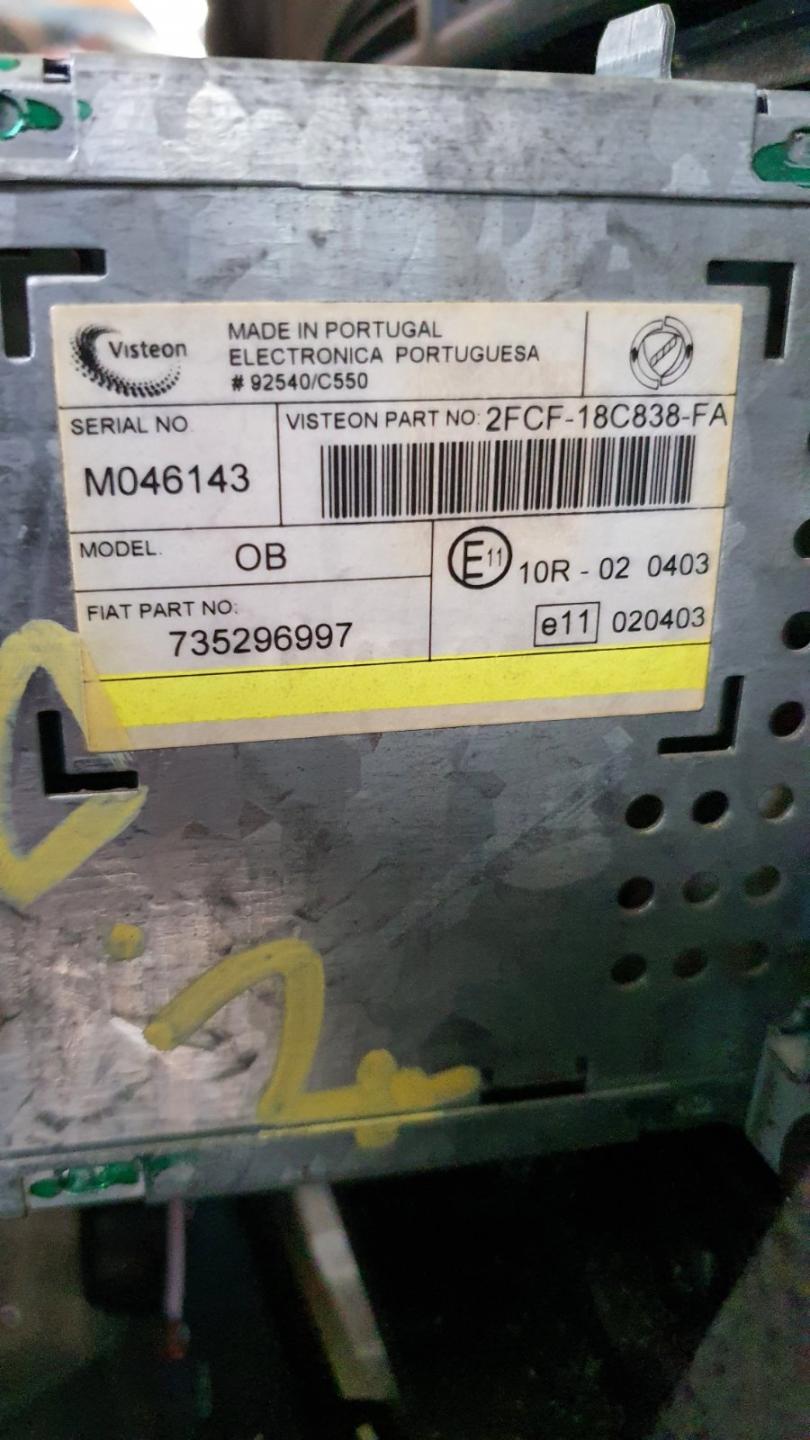 Visteon
MADE IN PORTUGAL
ELECTRONICA PORTUGUESA
# 92540/C550
SERIAL NO.
M046143
VISTEON PART NO: 2FCF-18C838-FA
MODEL. OB
E11 10R - 02 0403
FIAT PART NO:
735296997
e11 020403